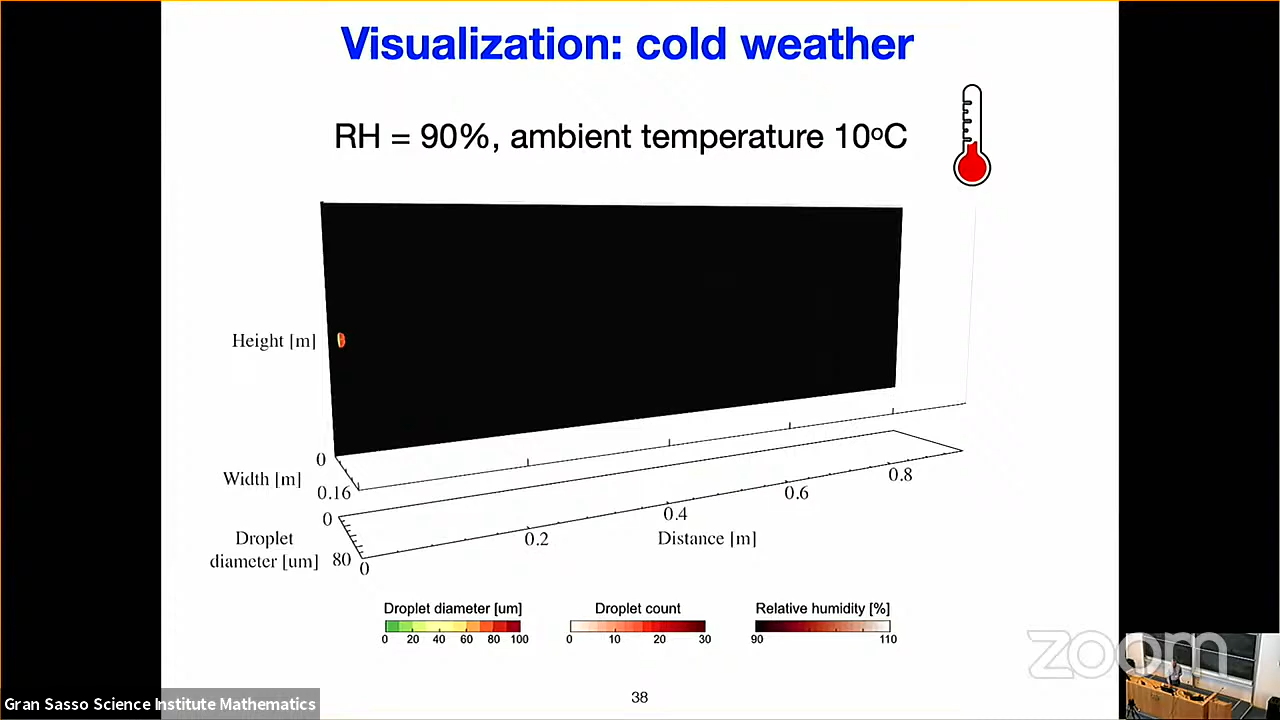 Visualization: cold weather
RH = 90%, ambient temperature 10oC
Height [m]
0
Width [m]
0.16
0
Droplet
diameter [um]
80
0
0.2
0.4
0.6
0.8
Distance [m]
Droplet diameter [um]
0 20 40 60 80 100
Droplet count
0 10 20 30
Relative humidity [%]
90 110
zoom
Gran Sasso Science Institute Mathematics
38